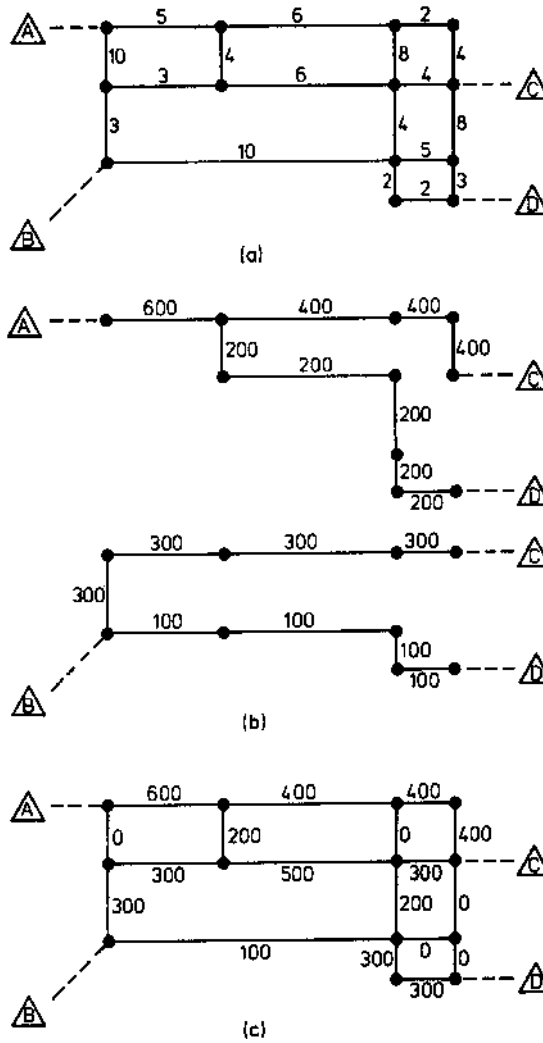 A 5 6 2
10 4 8 4
3 6 4 C
3 4 8
10 5
2 2 3 D
B
(a)
A 600 400 400
200 400
200 C
200
200
200 D
300 300 300 C
300
100 100
100
100 D
B
(b)
A 600 400 400
0 200 0 400
300 500 300 C
300 200 0
100 300 0 0
300 D
B
(c)